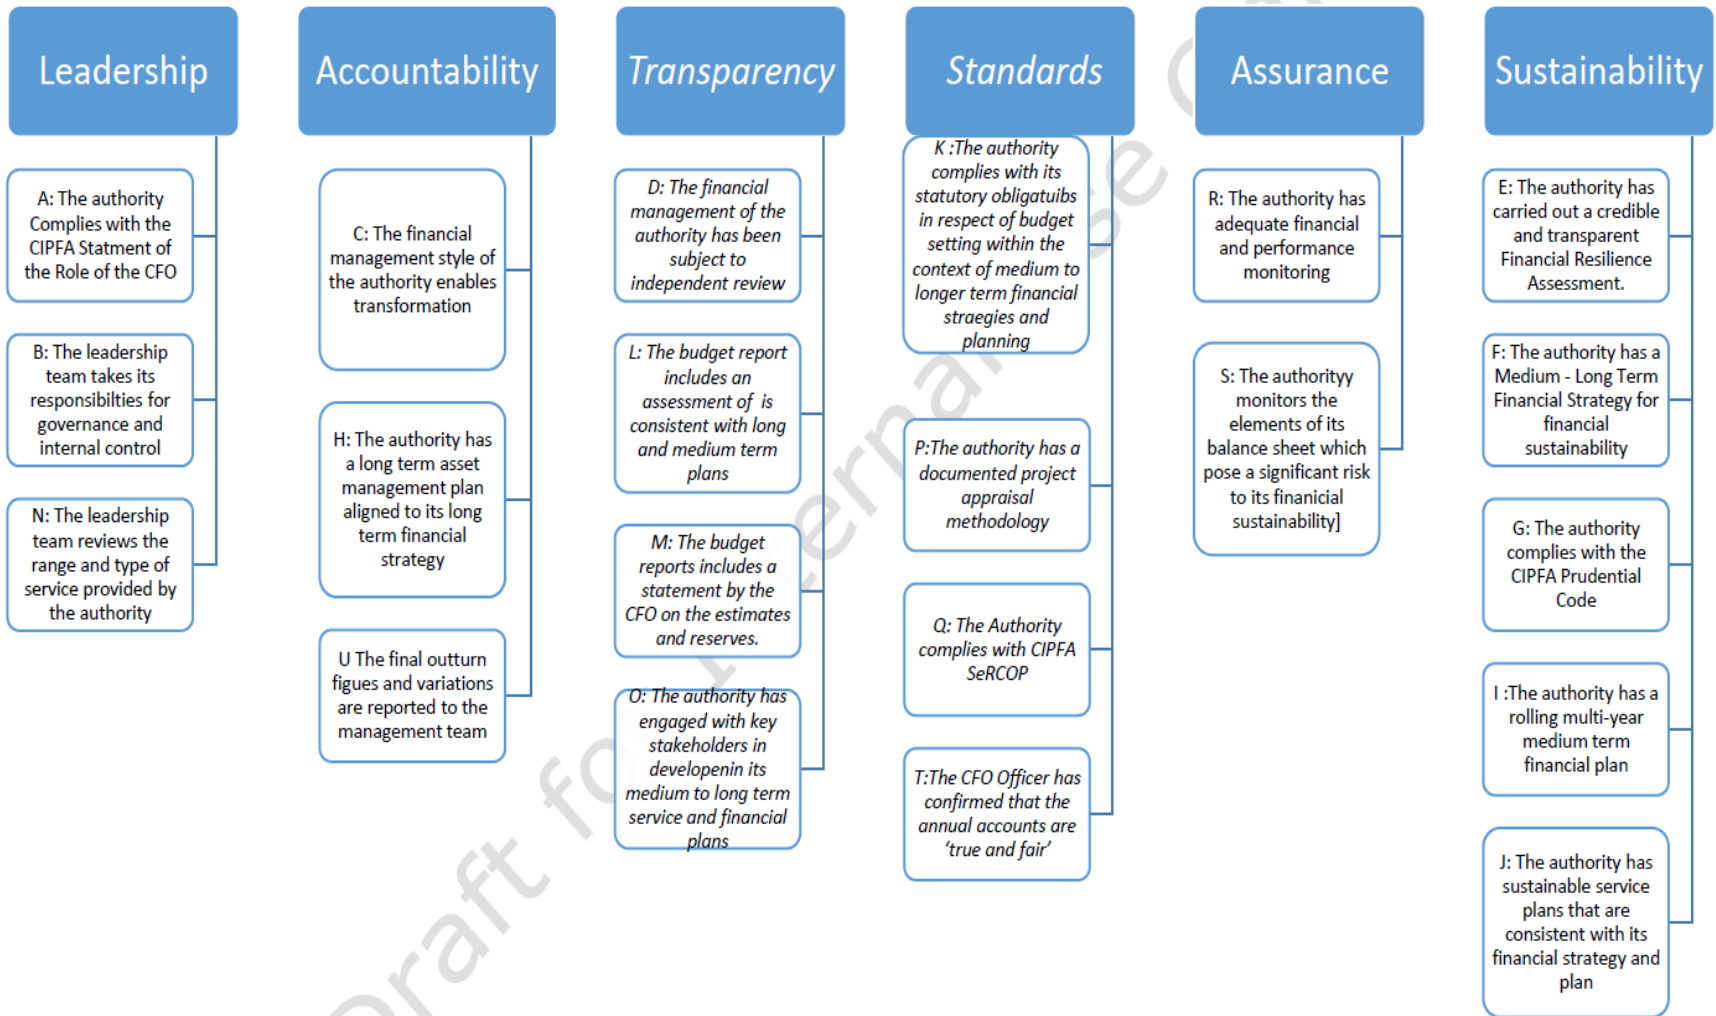 Leadership
A: The authority
Complies with the
CIPFA Statment of
the Role of the CFO
B: The leadership
team takes its
responsibilties for
governance and
internal control
N: The leadership
team reviews the
range and type of
service provided by
the authority
Accountability
C: The financial
management style of
the authority enables
transformation
H: The authority has
a long term asset
management plan
aligned to its long
term financial
strategy
U The final outturn
figues and variations
are reported to the
management team
Transparency
D: The financial
management of the
authority has been
subject to
independent review
L: The budget report
includes an
assessment of  is
consistent with long
and medium term
plans
M: The budget
reports includes a
statement by the
CFO on the estimates
and reserves.
O: The authority has
engaged with key
stakeholders in
developenin its
medium to long term
service and financial
plans
Standards
K :The authority
complies with its
statutory obligatuibs
in respect of budget
setting within the
context of medium to
longer term financial
straegies and
planning
P:The authority has a
documented project
appraisal
methodology
Q: The Authority
complies with CIPFA
SeRCOP
T:The CFO Officer has
confirmed that the
annual accounts are
‘true and fair’
Assurance
R: The authority has
adequate financial
and performance
monitoring
S: The authorityy
monitors the
elements of its
balance sheet which
pose a significant risk
to its finanicial
sustainability]
Sustainability
E: The authority has
carried out a credible
and transparent
Financial Resilience
Assessment.
F: The authority has a
Medium - Long Term
Financial Strategy for
financial
sustainability
G: The authority
complies with the
CIPFA Prudential
Code
I :The authority has a
rolling multi-year
medium term
financial plan
J: The authority has
sustainable service
plans that are
consistent with its
financial strategy and
plan
Draft